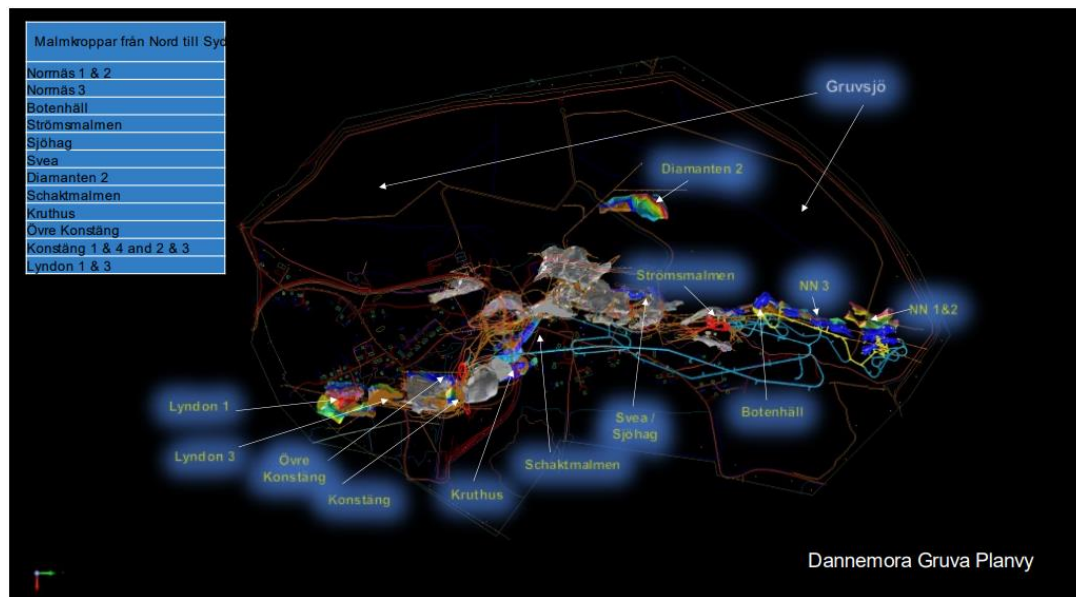 Malmkroppar från Nord till Syd
Norrnäs 1 & 2
Norrnäs 3
Botenhäll
Strömsmalmen
Sjöhag
Svea
Diamanten 2
Schaktmalmen
Kruthus
Övre Konstäng
Konstäng 1 & 4 and 2 & 3
Lyndon 1 & 3
Gruvsjö
Diamanten 2
Strömsmalmen
NN 3
NN 1&2
Lyndon 1
Lyndon 3
Övre
Konstäng
Konstäng
Kruthus
Schaktmalmen
Svea /
Sjöhag
Botenhäll
Dannemora Gruva Planvy